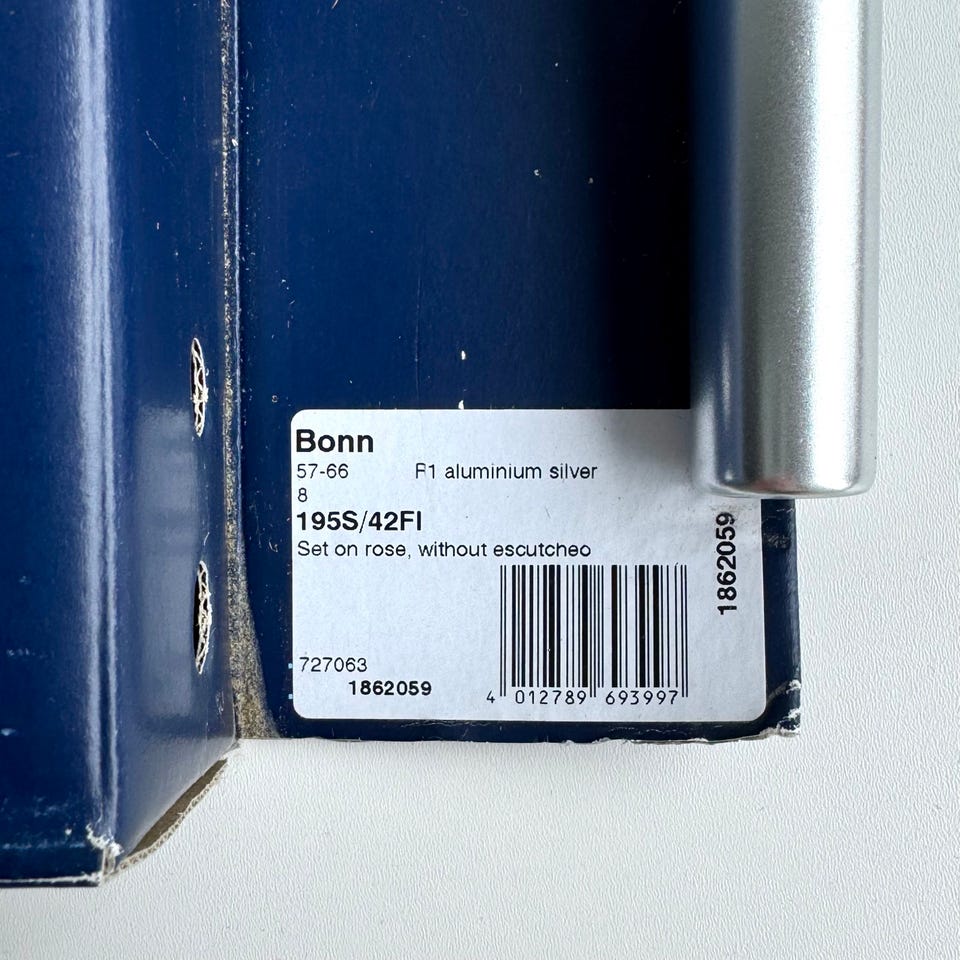 Bonn
57-66 F1 aluminium silver
8
195S/42FI
Set on rose, without escutcheo
1862059
727063
1862059
4 012789 693997